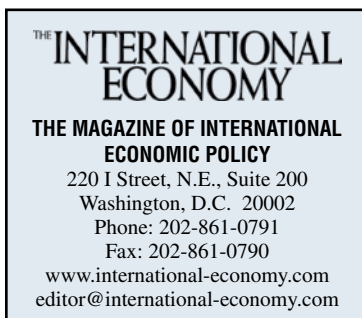 THE INTERNATIONAL
ECONOMY
THE MAGAZINE OF INTERNATIONAL
ECONOMIC POLICY
220 I Street, N.E., Suite 200
Washington, D.C. 20002
Phone: 202-861-0791
Fax: 202-861-0790
www.international-economy.com
editor@international-economy.com